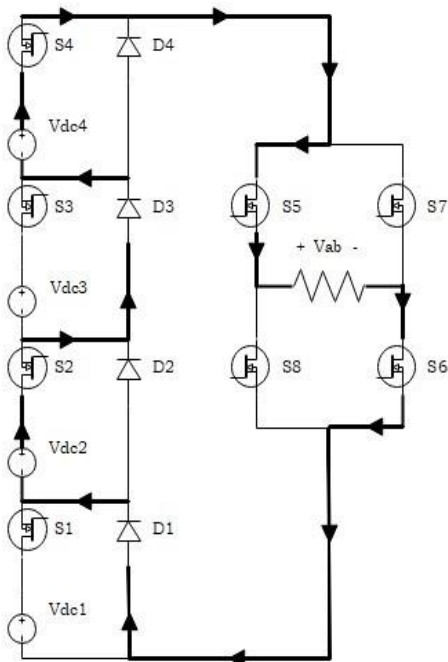 S4
D4
Vdc4
S3
D3
S5
S7
+ Vab -
Vdc3
S2
D2
S8
S6
Vdc2
S1
D1
Vdc1